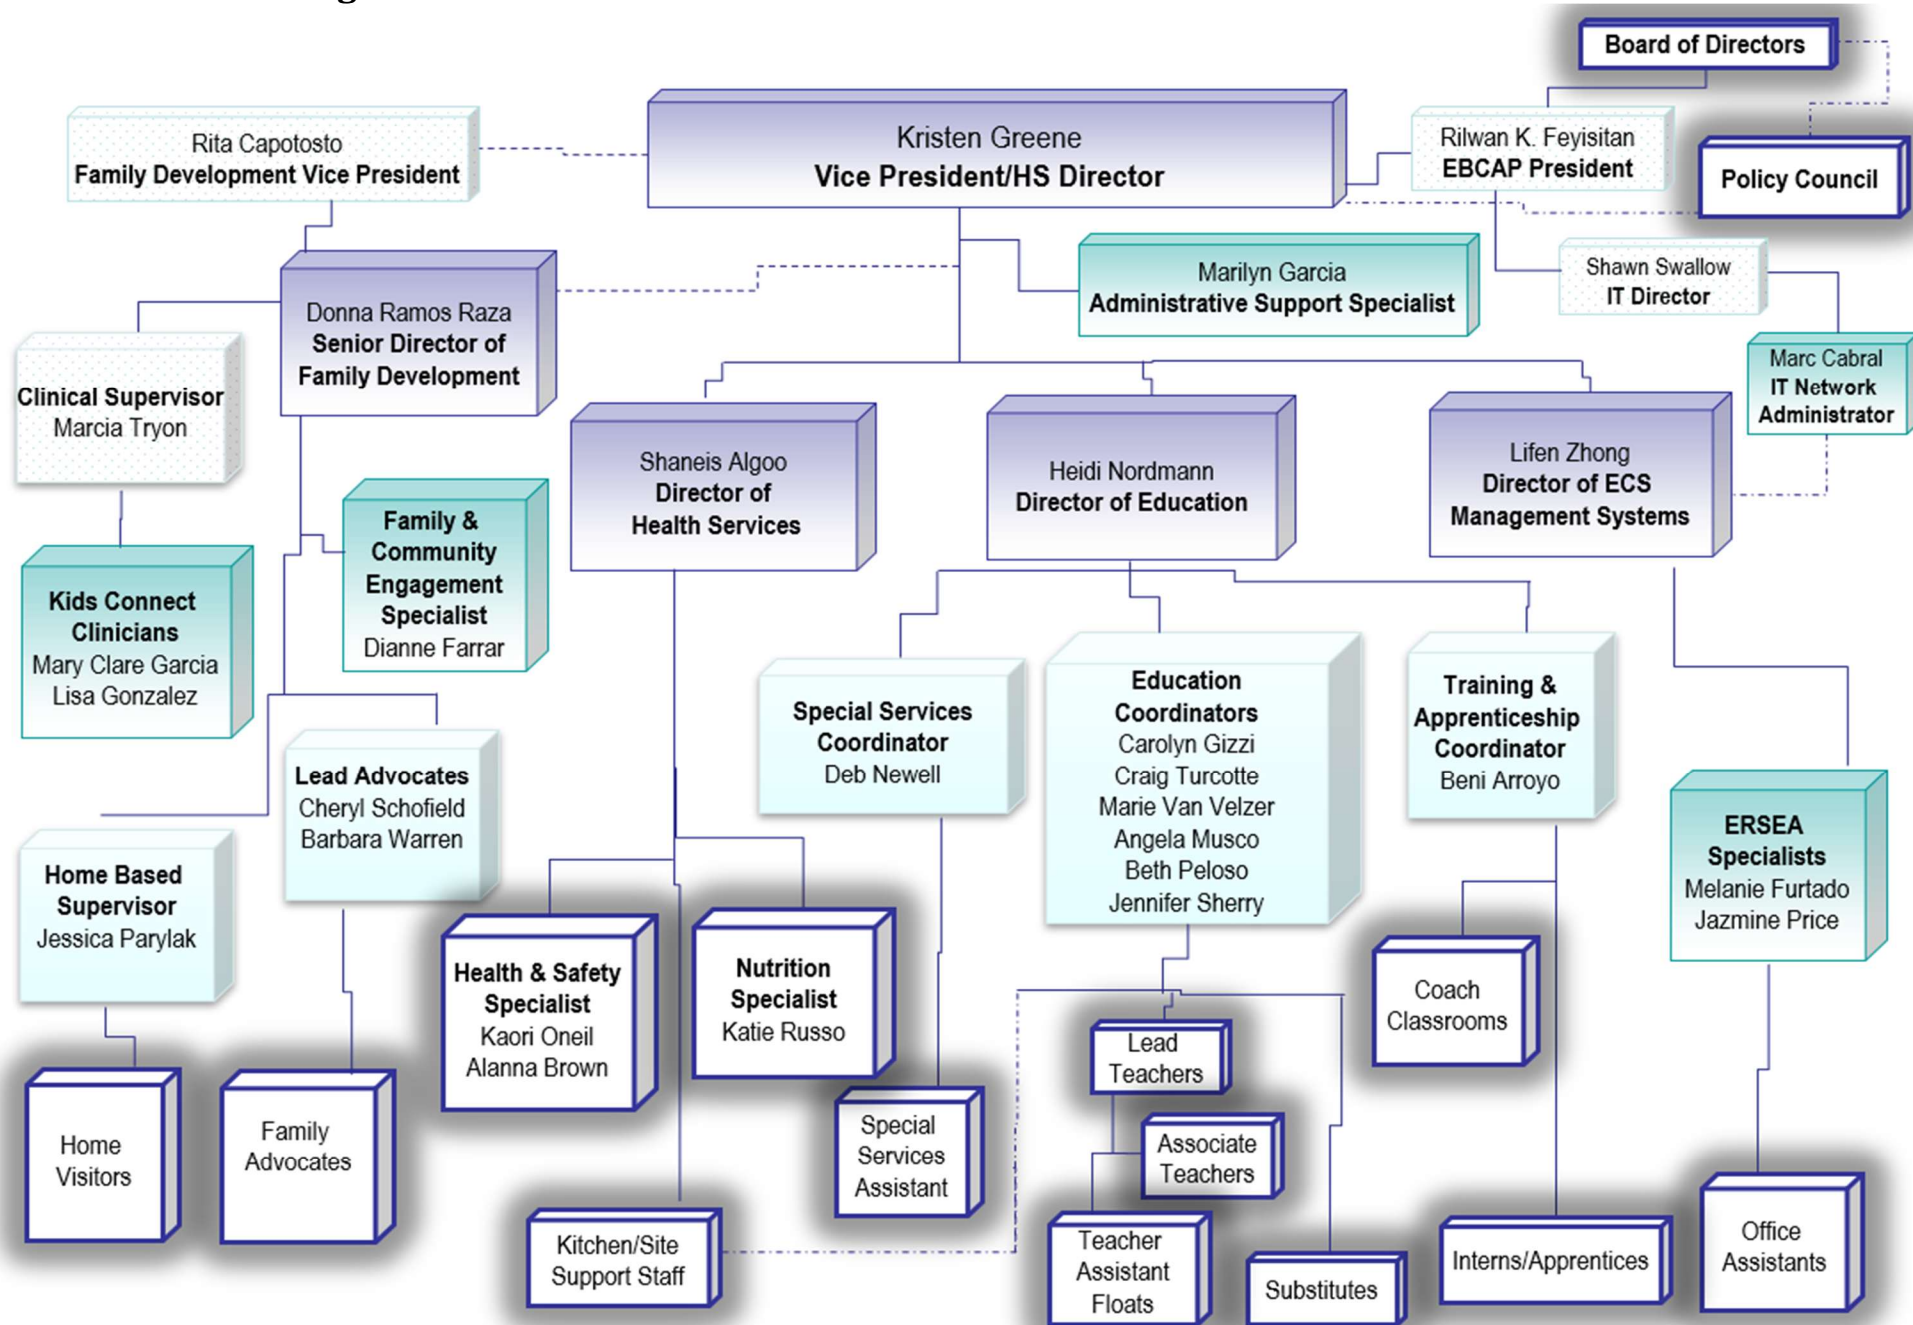 Board of Directors
Rita Capotosto
Family Development Vice President
Kristen Greene
Vice President/HS Director
Rilwan K. Feyisitan
EBCAP President
Policy Council
Donna Ramos Raza
Senior Director of
Family Development
Marilyn Garcia
Administrative Support Specialist
Shawn Swallow
IT Director
Marc Cabral
IT Network
Administrator
Clinical Supervisor
Marcia Tryon
Shaneis Algoo
Director of
Health Services
Heidi Nordmann
Director of Education
Lifen Zhong
Director of ECS
Management Systems
Family &
Community
Engagement
Specialist
Dianne Farrar
Kids Connect
Clinicians
Mary Clare Garcia
Lisa Gonzalez
Lead Advocates
Cheryl Schofield
Barbara Warren
Special Services
Coordinator
Deb Newell
Education
Coordinators
Carolyn Gizzi
Craig Turcotte
Marie Van Velzer
Angela Musco
Beth Peloso
Jennifer Sherry
Training &
Apprenticeship
Coordinator
Beni Arroyo
ERSEA
Specialists
Melanie Furtado
Jazmine Price
Home Based
Supervisor
Jessica Parylak
Health & Safety
Specialist
Kaori Oneil
Alanna Brown
Nutrition
Specialist
Katie Russo
Coach
Classrooms
Lead
Teachers
Home
Visitors
Family
Advocates
Special
Services
Assistant
Associate
Teachers
Kitchen/Site
Support Staff
Teacher
Assistant
Floats
Substitutes
Interns/Apprentices
Office
Assistants